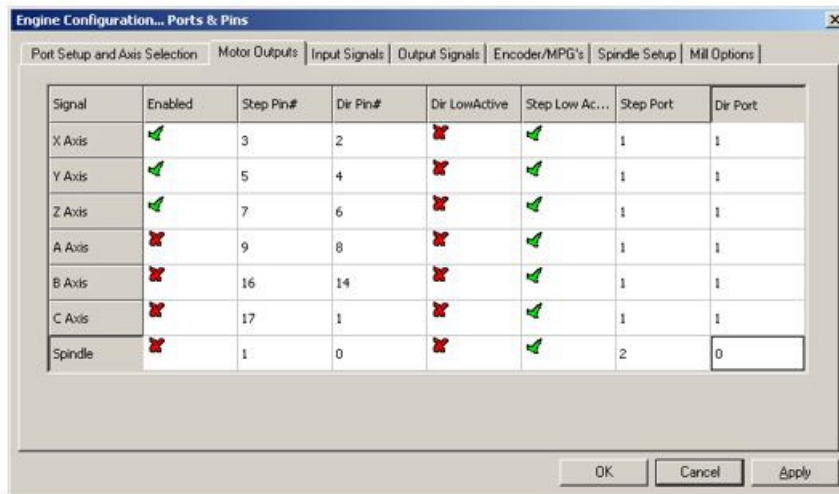 Engine Configuration... Ports & Pins
Port Setup and Axis Selection Motor Outputs Input Signals Output Signals Encoder/MPG's Spindle Setup Mill Options
Signal Enabled Step Pin# Dir Pin# Dir LowActive Step Low Ac... Step Port Dir Port
X Axis 3 2 1 1
Y Axis 5 4 1 1
Z Axis 7 6 1 1
A Axis 9 8 1 1
B Axis 16 14 1 1
C Axis 17 1 1 1
Spindle 1 0 2 0
OK Cancel Apply